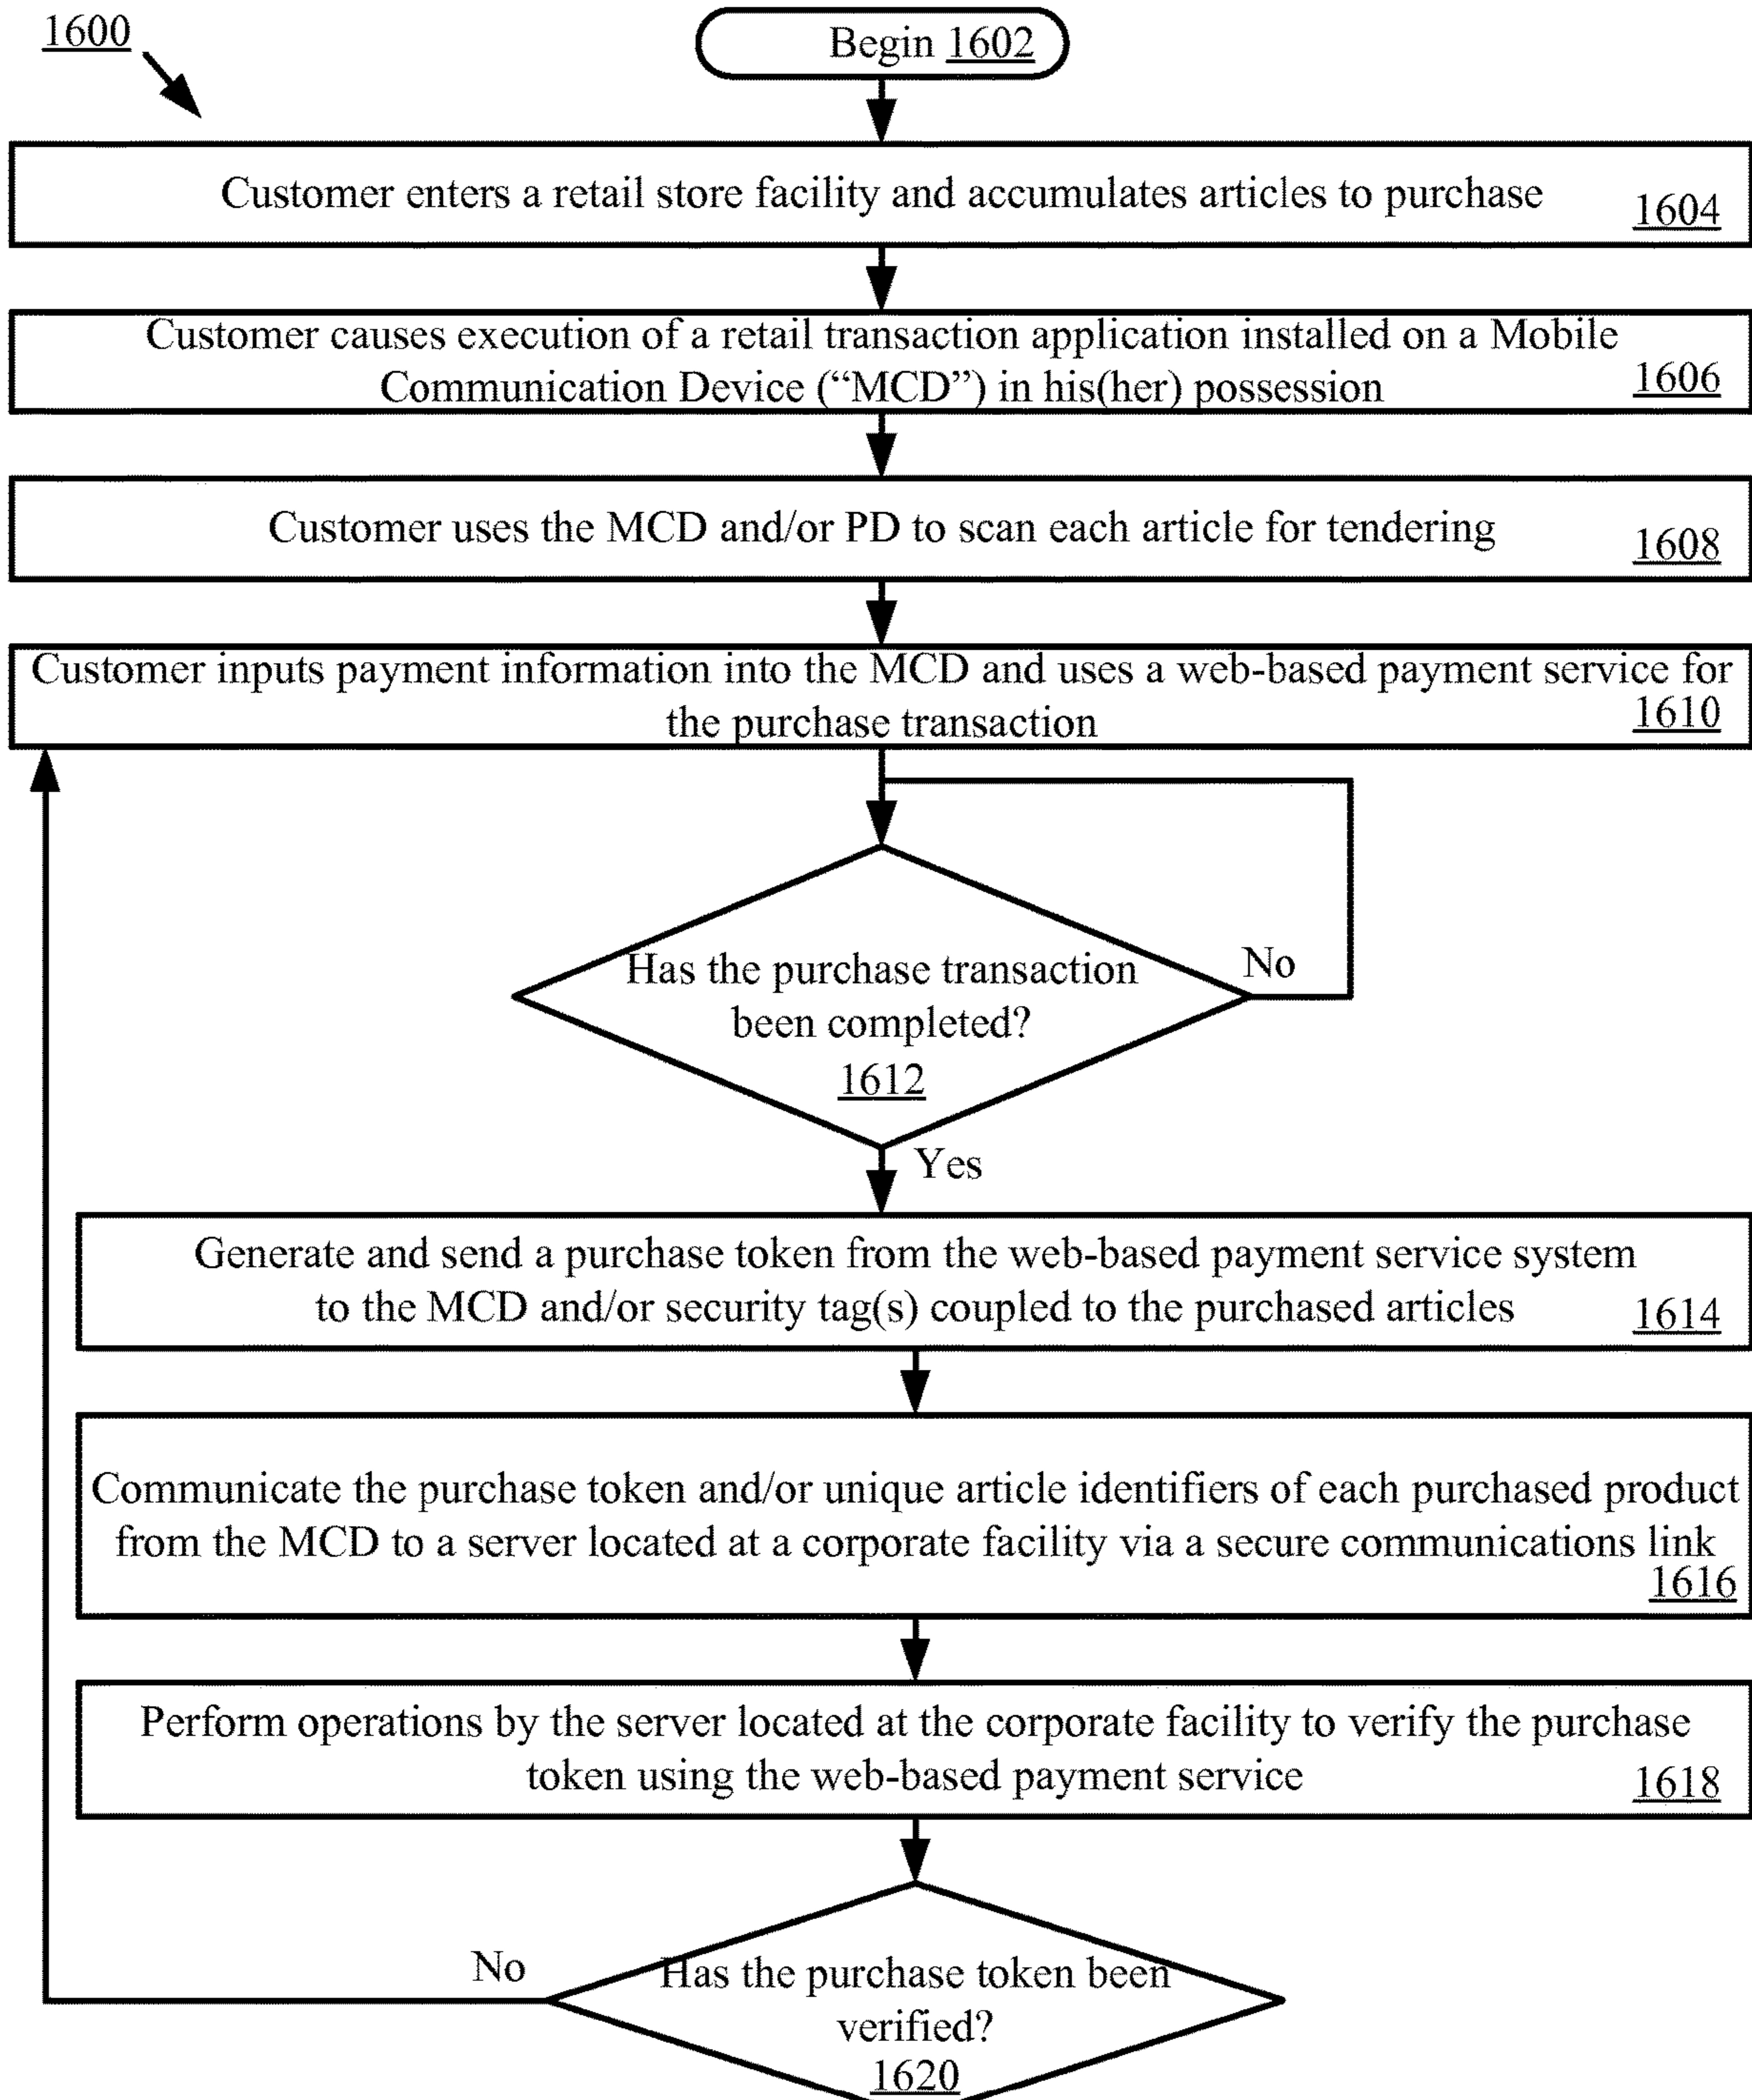 1600
Begin 1602
Customer enters a retail store facility and accumulates articles to purchase
1604
Customer causes execution of a retail transaction application installed on a Mobile
Communication Device (“MCD”) in his(her) possession
1606
Customer uses the MCD and/or PD to scan each article for tendering
1608
Customer inputs payment information into the MCD and uses a web-based payment service for
the purchase transaction
1610
Has the purchase transaction
been completed?
1612
No
Yes
Generate and send a purchase token from the web-based payment service system
to the MCD and/or security tag(s) coupled to the purchased articles
1614
Communicate the purchase token and/or unique article identifiers of each purchased product
from the MCD to a server located at a corporate facility via a secure communications link
1616
Perform operations by the server located at the corporate facility to verify the purchase
token using the web-based payment service
1618
No
Has the purchase token been
verified?
1620